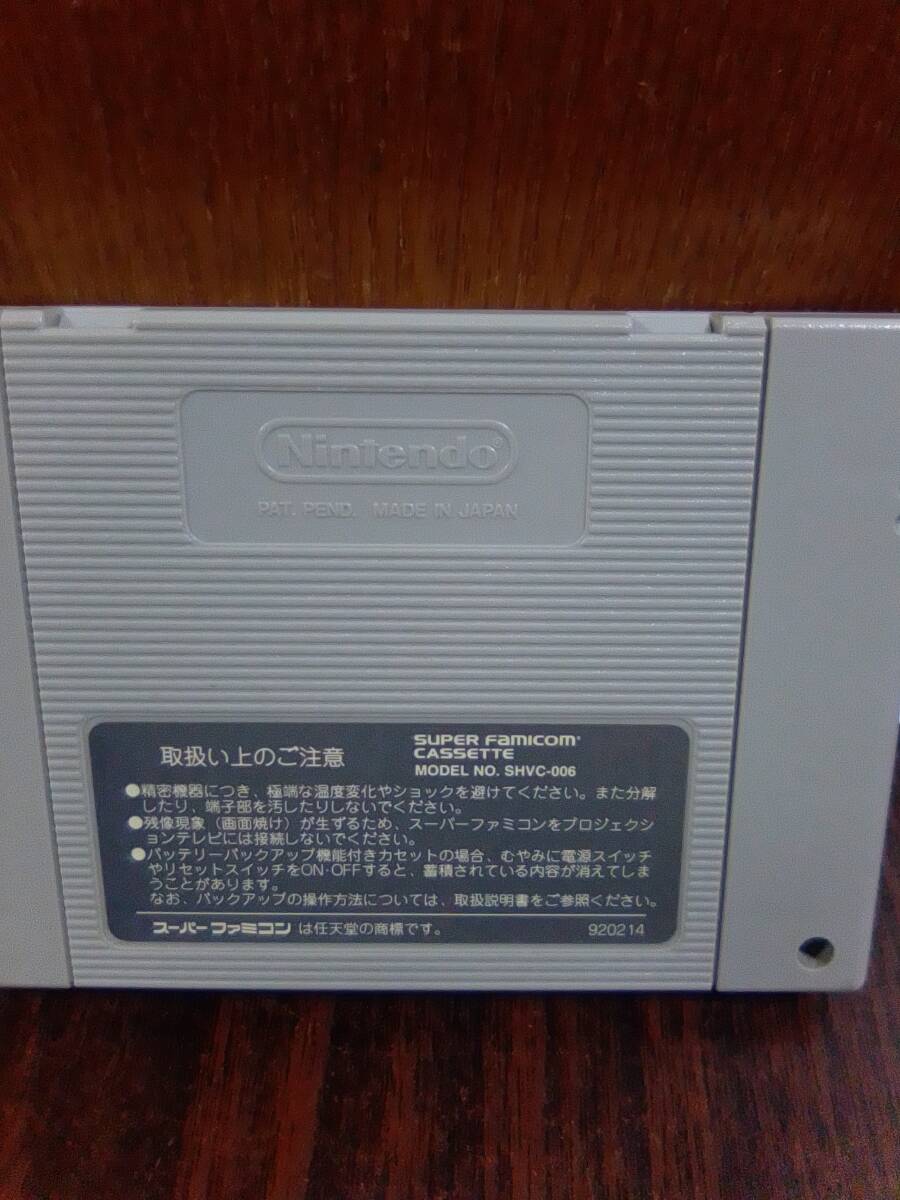 Nintendo®
PAT. PEND. MADE IN JAPAN
取扱い上のご注意
SUPER FAMICOM®
CASSETTE
MODEL NO. SHVC-006
●精密機器につき、極端な温度変化やショックを避けてください。また分解
したり、端子部を汚したりしないでください。
●残像現象(画面焼け)が生ずるため、スーパーファミコンをプロジェクシ
ョンテレビには接続しないでください。
●バッテリーバックアップ機能付きカセットの場合、むやみに電源スイッチ
やリセットスイッチをON・OFFすると、蓄積されている内容が消えてしま
うことがあります。
なお、バックアップの操作方法については、取扱説明書をご参照ください。
スーパーファミコン は任天堂の商標です。
920214